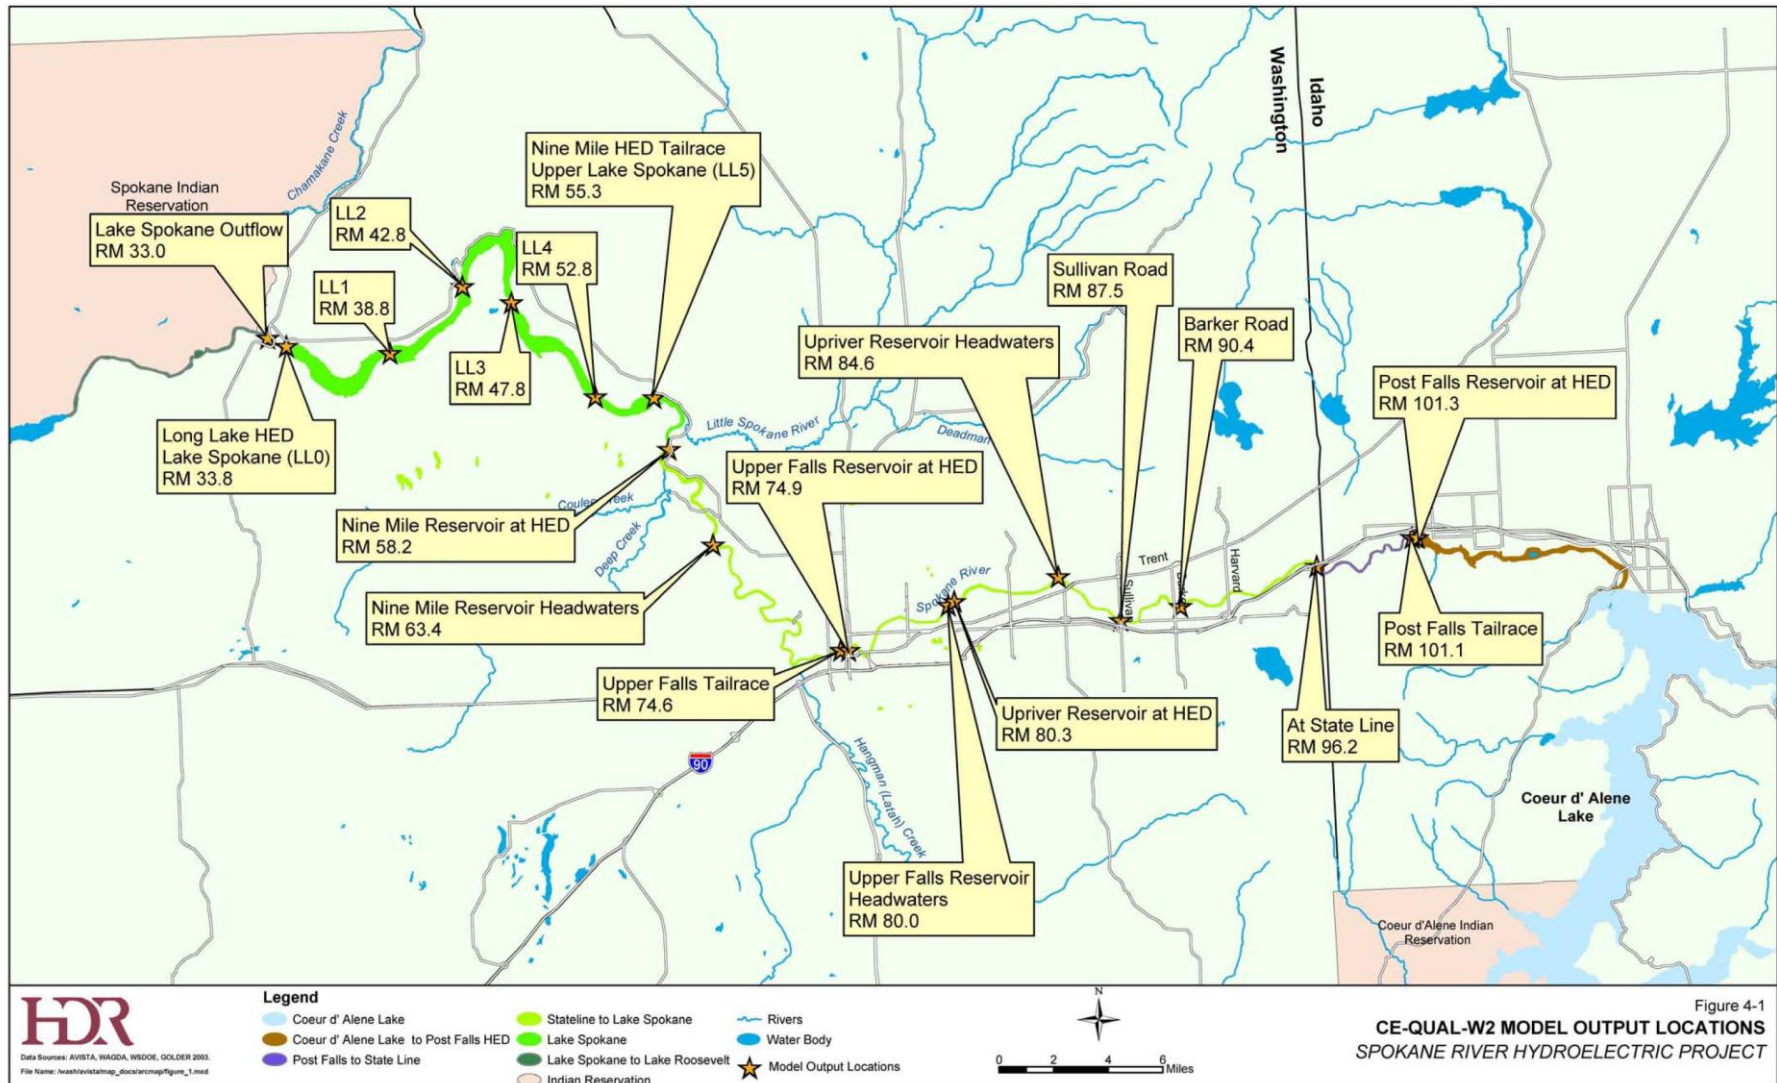 Idaho
Washington
Chamakane Creek
Spokane Indian
Reservation
Lake Spokane Outflow
RM 33.0
LL2
RM 42.8
Nine Mile HED Tailrace
Upper Lake Spokane (LL5)
RM 55.3
LL4
RM 52.8
LL1
RM 38.8
LL3
RM 47.8
Long Lake HED
Lake Spokane (LL0)
RM 33.8
Sullivan Road
RM 87.5
Barker Road
RM 90.4
Upriver Reservoir Headwaters
RM 84.6
Post Falls Reservoir at HED
RM 101.3
Little Spokane River
Deadman
Upper Falls Reservoir at HED
RM 74.9
Nine Mile Reservoir at HED
RM 58.2
Deep Creek
Nine Mile Reservoir Headwaters
RM 63.4
Spokane River
Trent
Sullivan
Harvard
Post Falls Tailrace
RM 101.1
Upper Falls Tailrace
RM 74.6
Upriver Reservoir at HED
RM 80.3
At State Line
RM 96.2
90
Hangman (Latah) Creek
Upper Falls Reservoir
Headwaters
RM 80.0
Coeur d' Alene
Lake
Coeur d'Alene Indian
Reservation
HDR
Data Sources: AVISTA, WAGDA, WSDOE, GOLDER 2003.
File Name: /wash/avista/map_docs/arcmap/figure_1.mxd
Legend
Coeur d' Alene Lake
Coeur d' Alene Lake to Post Falls HED
Post Falls to State Line
Indian Reservation
Stateline to Lake Spokane
Lake Spokane
Lake Spokane to Lake Roosevelt
Rivers
Water Body
Model Output Locations
N
0 2 4 6
Miles
Figure 4-1
CE-QUAL-W2 MODEL OUTPUT LOCATIONS
SPOKANE RIVER HYDROELECTRIC PROJECT